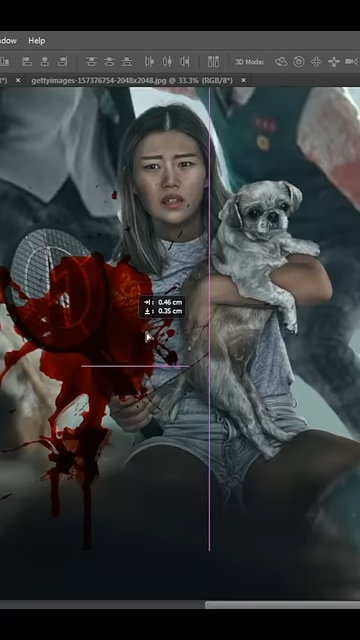 ndow Help
3D Mode:
*) × gettyimages-157376754-2048x2048.jpg @ 33.3% (RGB/8*) ×
→|: 0.46 cm
⤓: 0.35 cm